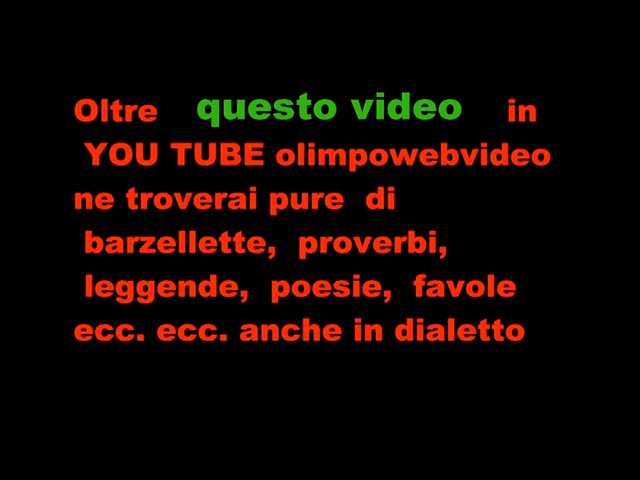 Oltre questo video in
YOU TUBE olimpowebvideo
ne troverai pure di
barzellette, proverbi,
leggende, poesie, favole
ecc. ecc. anche in dialetto